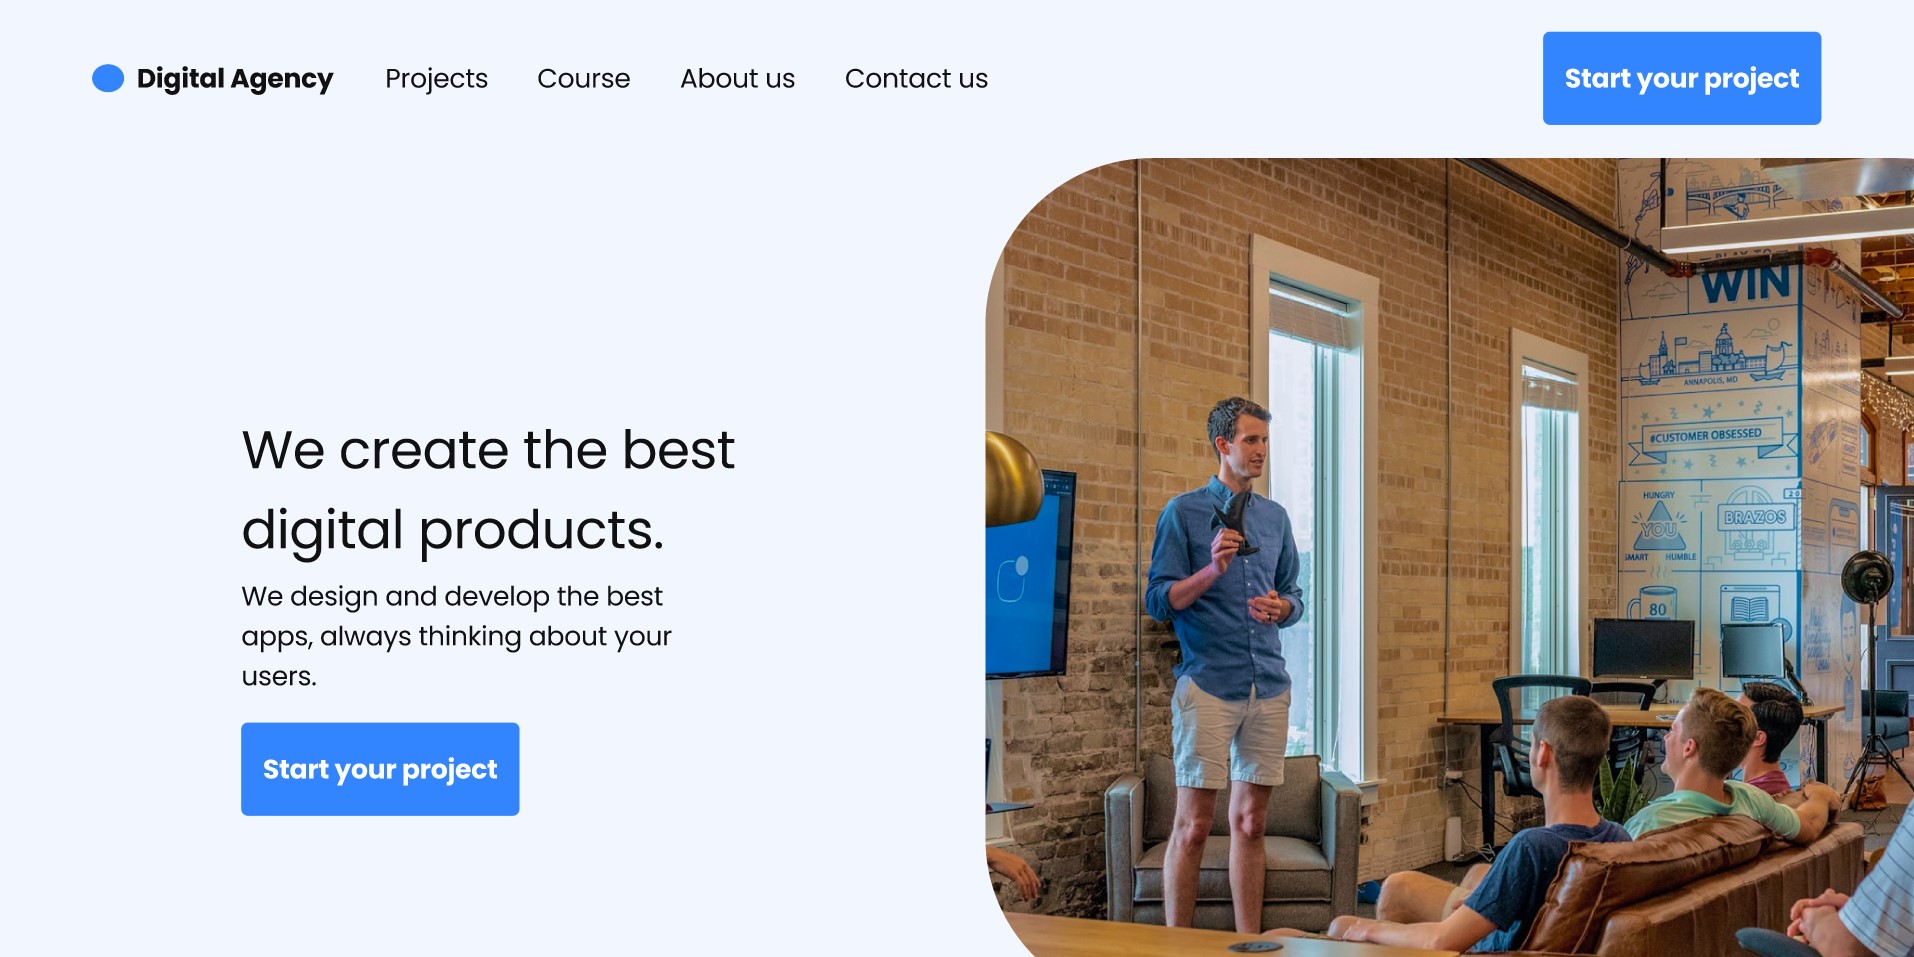 Digital Agency
Projects
Course
About us
Contact us
Start your project
We create the best
digital products.
We design and develop the best
apps, always thinking about your
users.
Start your project
WIN
ANNAPOLIS, MD
#CUSTOMER OBSESSED
HUNGRY
YOU
HUMBLE
BRAZOS
80